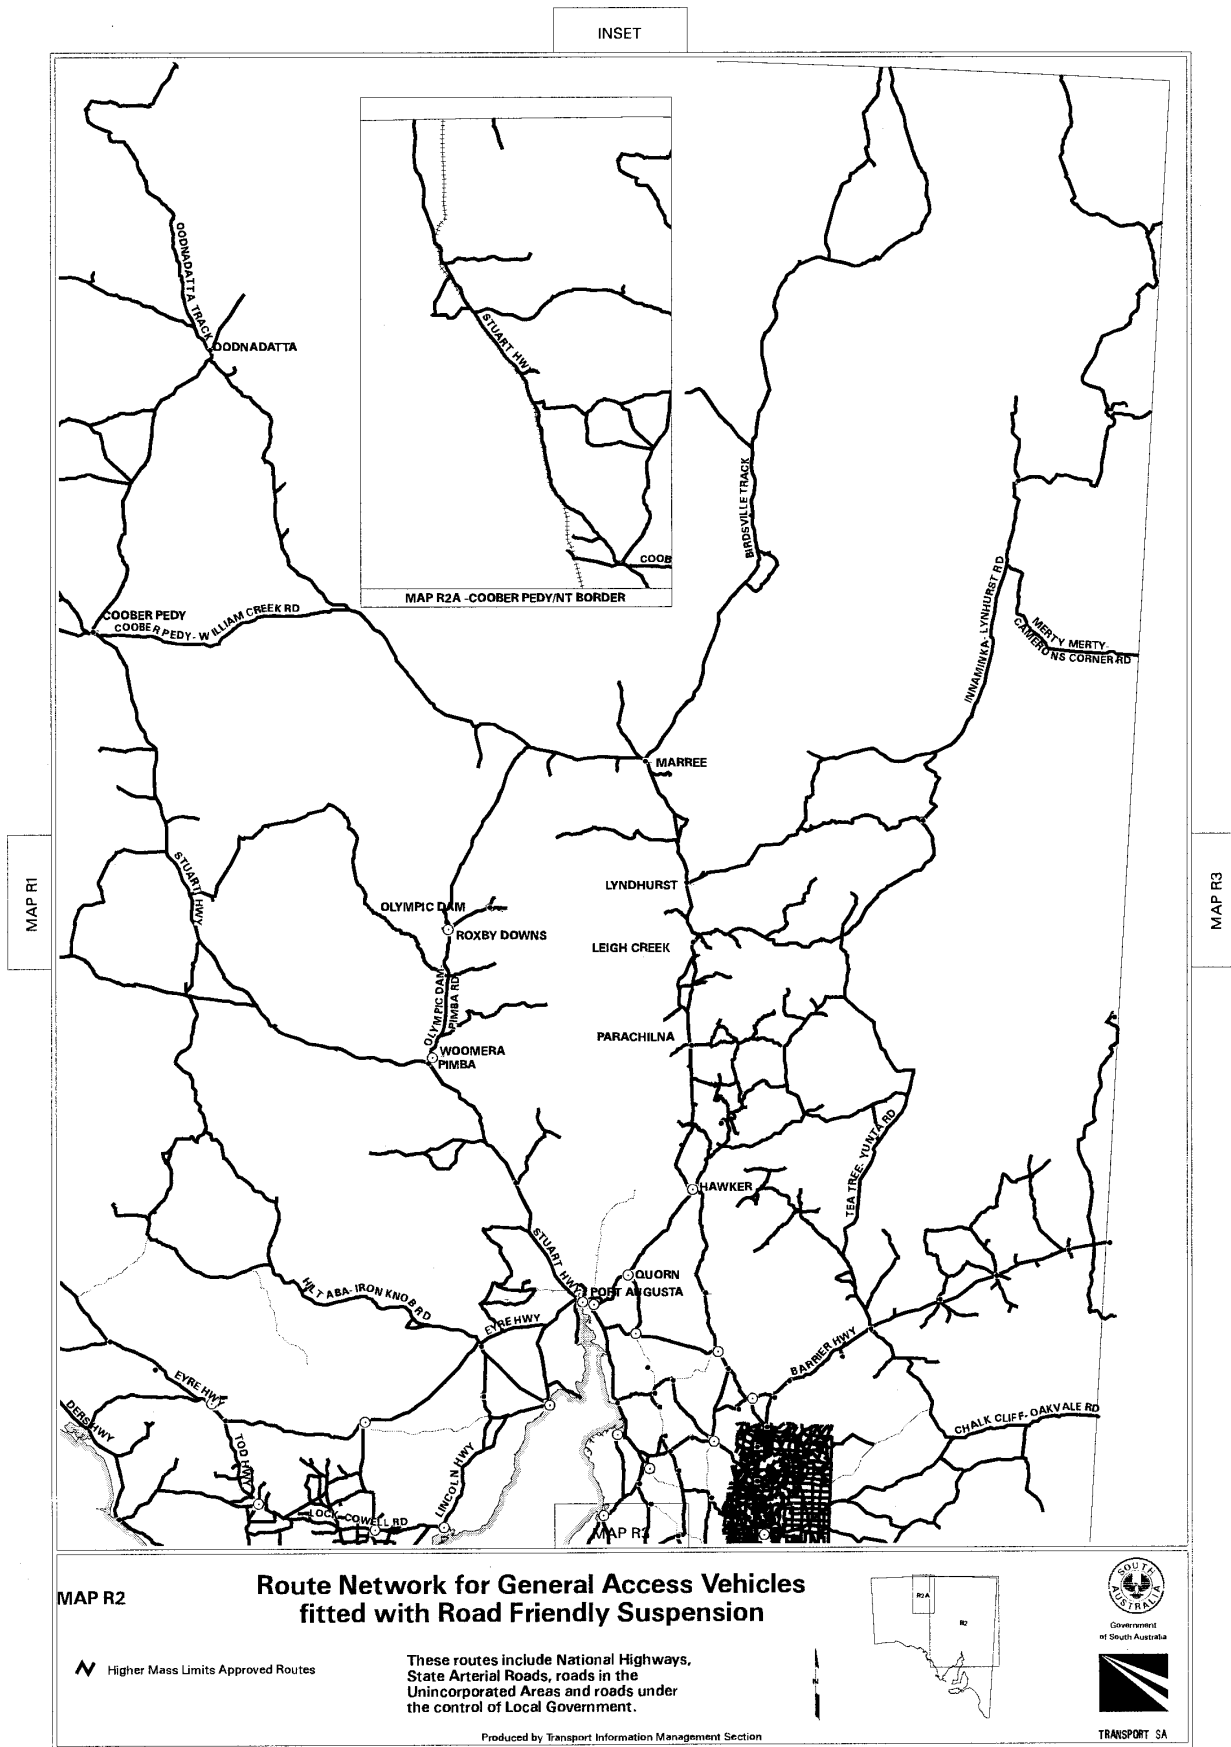 INSET
OODNADATTA TRACK
OODNADATTA
STUART HWY
COOB
MAP R2A -COOBER PEDY/NT BORDER
BIRDSVILLE TRACK
INNAMINKA- LYNHURST RD
MERTY MERTY-
CAMERONS CORNER RD
COOBER PEDY
COOBER PEDY- WILLIAM CREEK RD
MARREE
MAP R1
MAP R3
STUART HWY
LYNDHURST
OLYMPIC DAM
ROXBY DOWNS
LEIGH CREEK
OLYMPIC DAM-
PIMBA RD
PARACHILNA
WOOMERA
PIMBA
TEA TREE- YUNTA RD
HAWKER
STUART HWY
QUORN
PORT AUGUSTA
HILTABA-IRON KNOB RD
EYRE HWY
BARRIER HWY
EYRE HWY
DERS HWY
CHALK CLIFF- OAKVALE RD
TOD HWY
LINCOLN HWY
LOCK-COWELL RD
MAP R3
MAP R2
Route Network for General Access Vehicles
fitted with Road Friendly Suspension
Higher Mass Limits Approved Routes
These routes include National Highways,
State Arterial Roads, roads in the
Unincorporated Areas and roads under
the control of Local Government.
Produced by Transport Information Management Section
N
R2A
R2
SOUTH
AUSTRALIA
Government
of South Australia
TRANSPORT SA